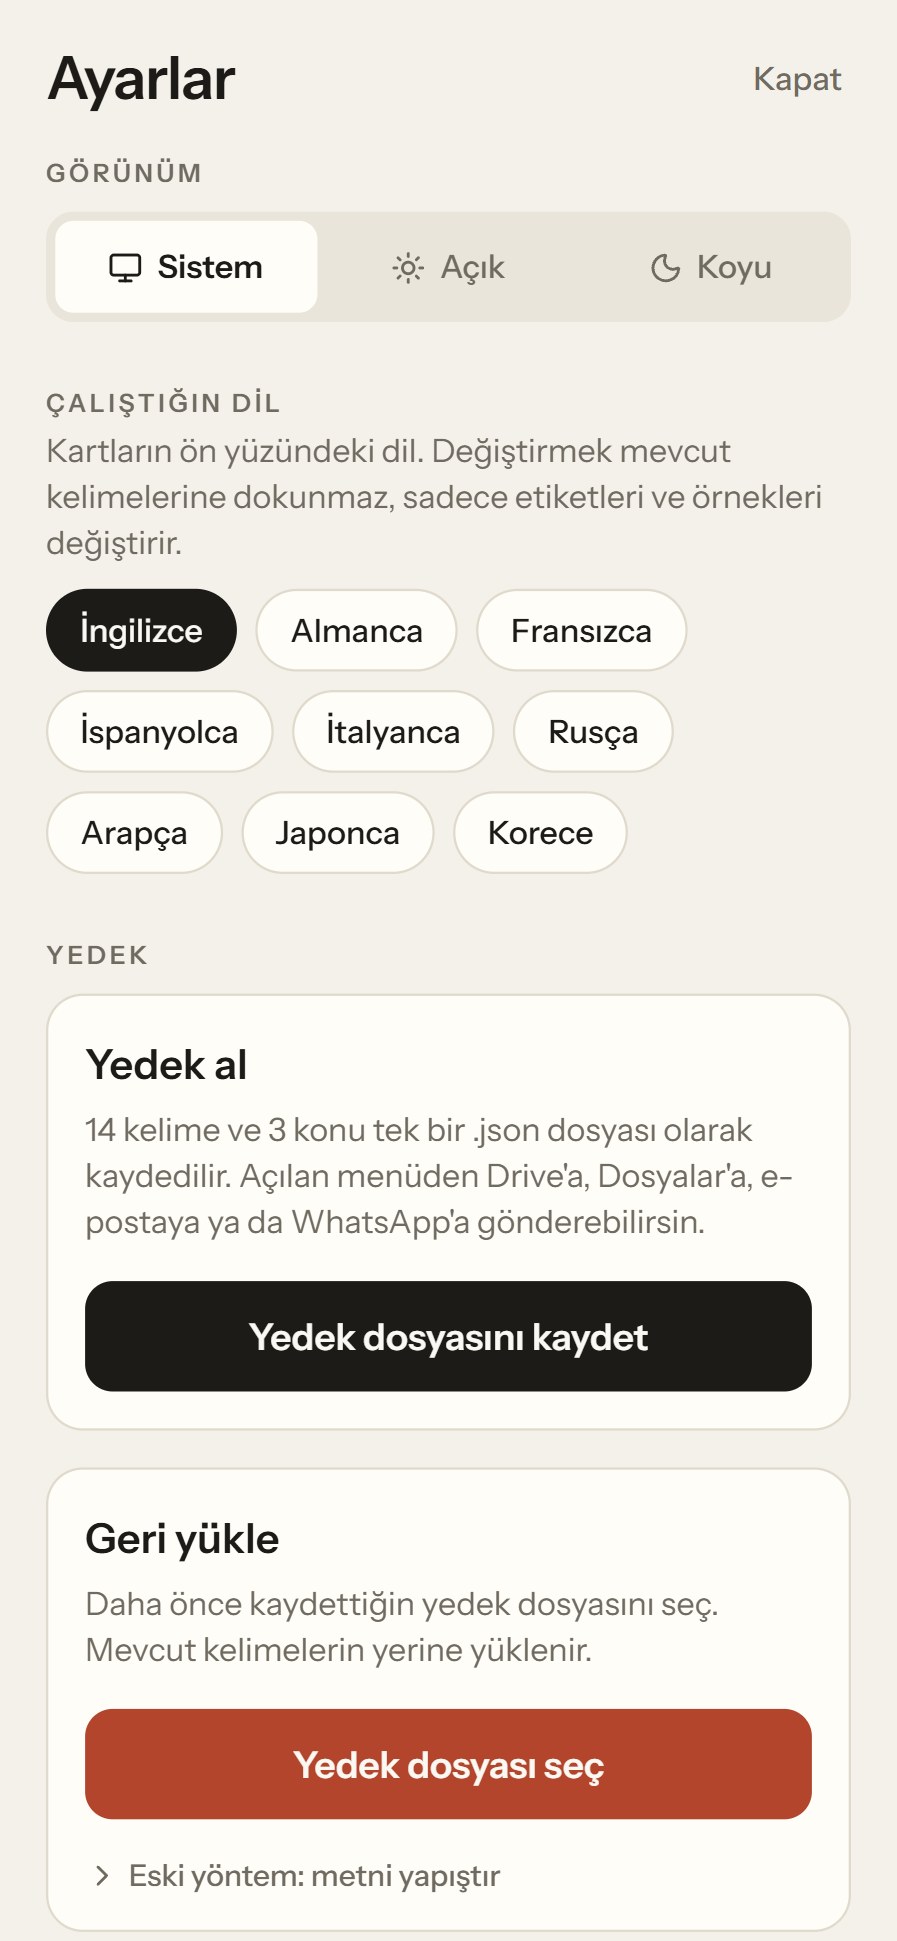 Ayarlar
Kapat
GÖRÜNÜM
Sistem
Açık
Koyu
ÇALIŞTIĞIN DİL
Kartların ön yüzündeki dil. Değiştirmek mevcut
kelimelerine dokunmaz, sadece etiketleri ve örnekleri
değiştirir.
İngilizce
Almanca
Fransızca
İspanyolca
İtalyanca
Rusça
Arapça
Japonca
Korece
YEDEK
Yedek al
14 kelime ve 3 konu tek bir .json dosyası olarak
kaydedilir. Açılan menüden Drive'a, Dosyalar'a, e-
postaya ya da WhatsApp'a gönderebilirsin.
Yedek dosyasını kaydet
Geri yükle
Daha önce kaydettiğin yedek dosyasını seç.
Mevcut kelimelerin yerine yüklenir.
Yedek dosyası seç
Eski yöntem: metni yapıştır